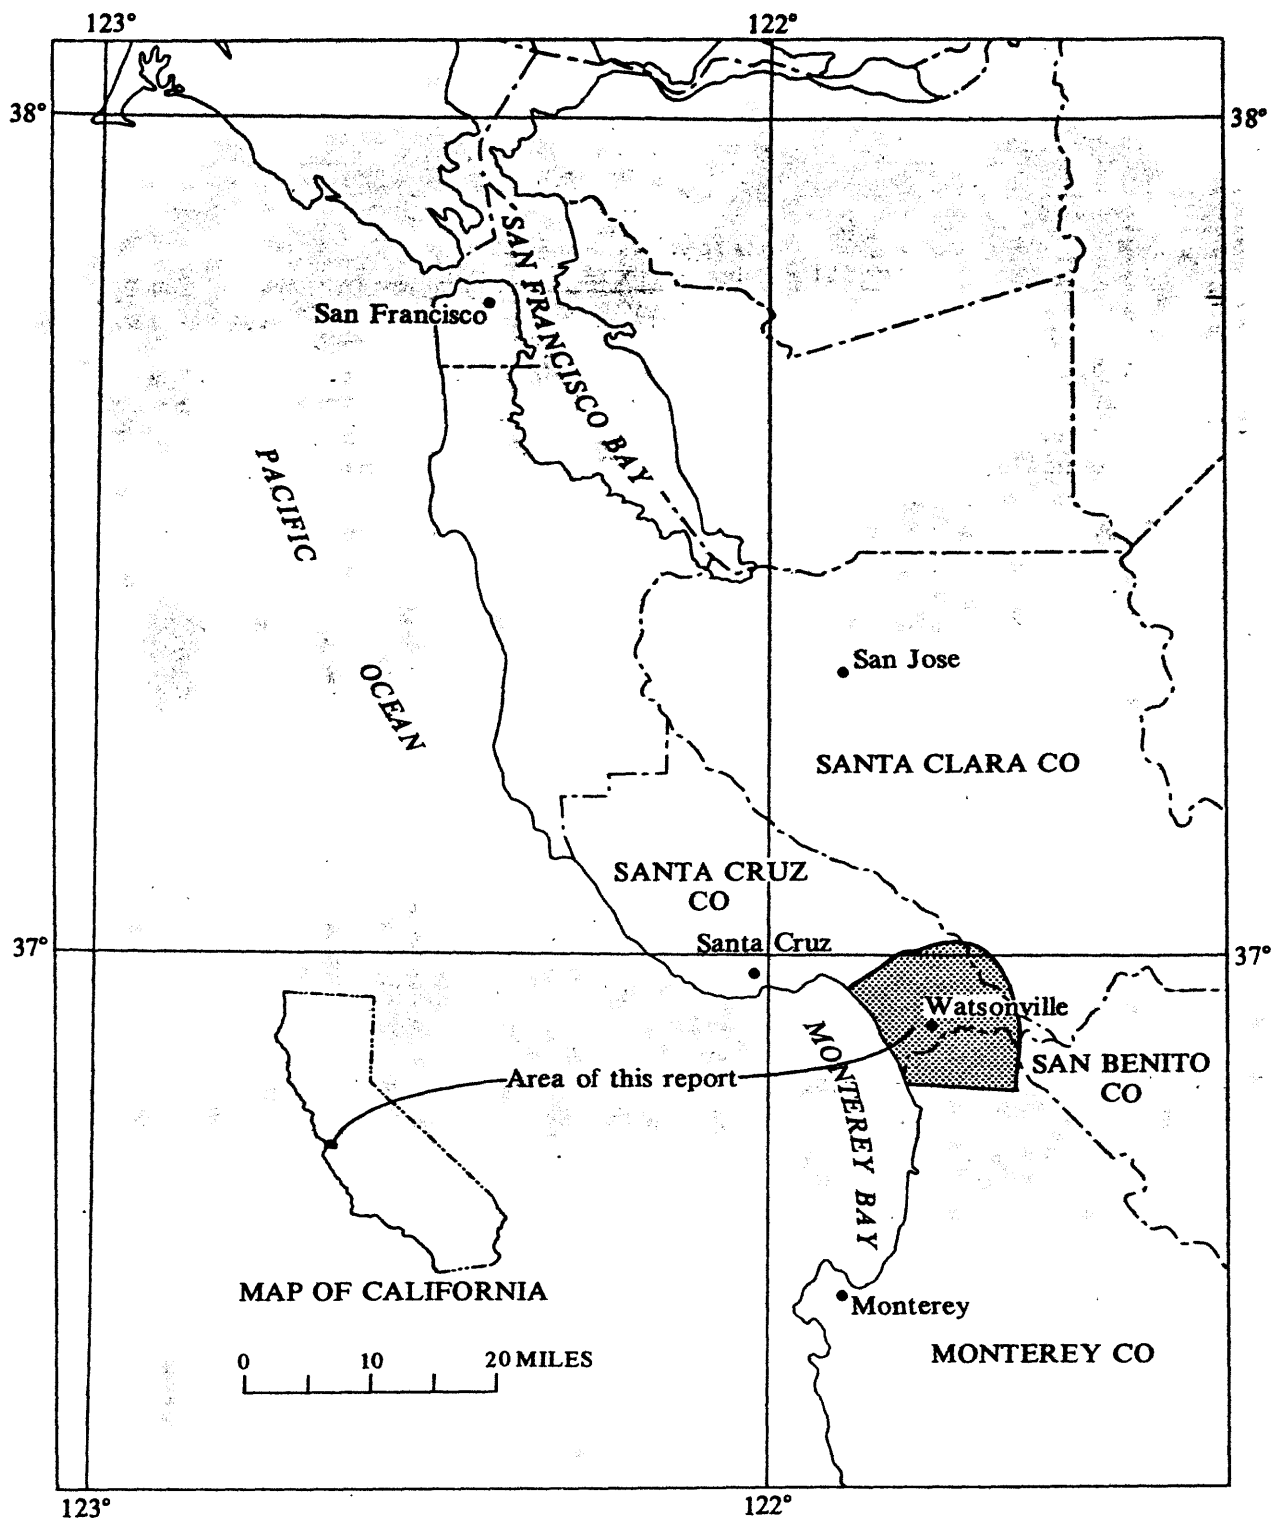 123° 122°
38° 38°
SAN FRANCISCO BAY
San Francisco
PACIFIC
OCEAN
San Jose
SANTA CLARA CO
SANTA CRUZ
CO
Santa Cruz
37° 37°
Watsonville
MONTEREY BAY
SAN BENITO
CO
Area of this report
MAP OF CALIFORNIA
Monterey
MONTEREY CO
0 10 20 MILES
123° 122°